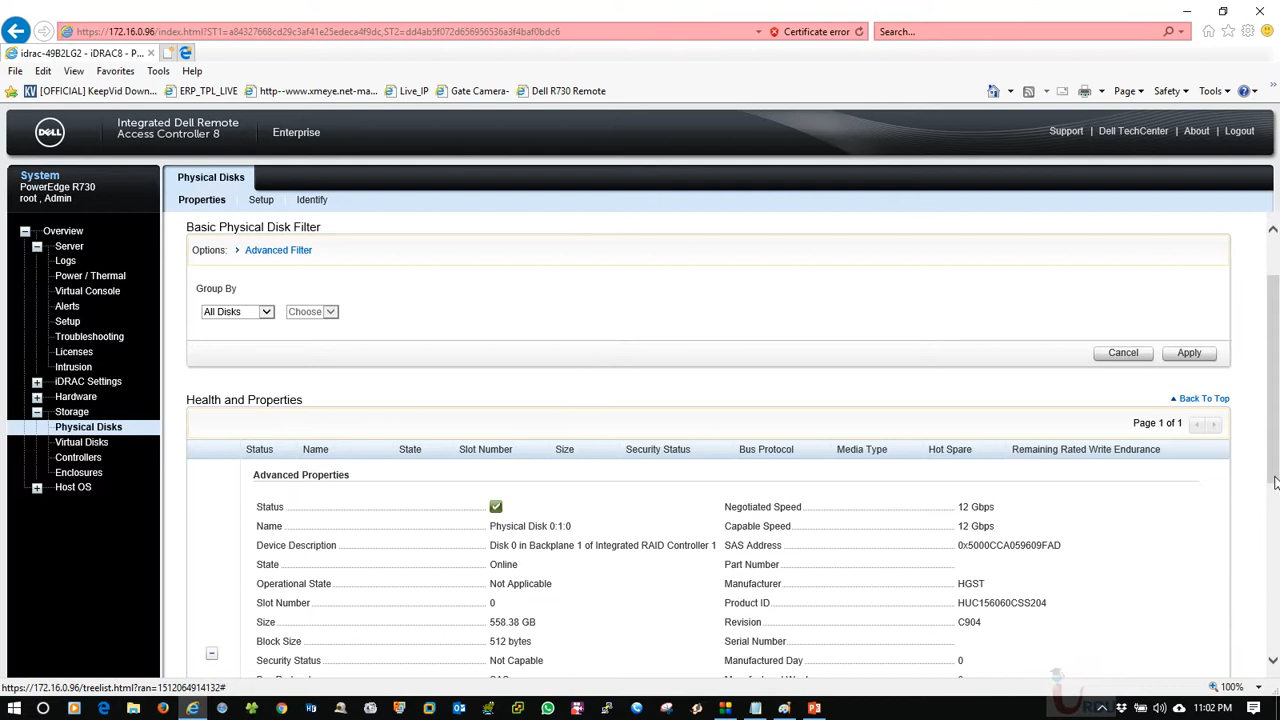 https://172.16.0.96/index.html?ST1=a84327668cd29c3af41e25edeca4f9dc,ST2=dd4ab5f072d656956536a3f4baf0bdc6
Certificate error
Search...
idrac-49B2LG2 - iDRAC8 - P...
File Edit View Favorites Tools Help
[OFFICIAL] KeepVid Down... ERP_TPL_LIVE http--www.xmeye.net-ma... Live_IP Gate Camera- Dell R730 Remote
Page Safety Tools
DELL
Integrated Dell Remote
Access Controller 8
Enterprise
Support | Dell TechCenter | About | Logout
System
PowerEdge R730
root , Admin
Overview
Server
Logs
Power / Thermal
Virtual Console
Alerts
Setup
Troubleshooting
Licenses
Intrusion
iDRAC Settings
Hardware
Storage
Physical Disks
Virtual Disks
Controllers
Enclosures
Host OS
Physical Disks
Properties Setup Identify
Basic Physical Disk Filter
Options: Advanced Filter
Group By
All Disks Choose
Cancel Apply
Health and Properties
Back To Top
Page 1 of 1
Status Name State Slot Number Size Security Status Bus Protocol Media Type Hot Spare Remaining Rated Write Endurance
Advanced Properties
Status
Name Physical Disk 0:1:0
Device Description Disk 0 in Backplane 1 of Integrated RAID Controller 1
State Online
Operational State Not Applicable
Slot Number 0
Size 558.38 GB
Block Size 512 bytes
Security Status Not Capable
Negotiated Speed 12 Gbps
Capable Speed 12 Gbps
SAS Address 0x5000CCA059609FAD
Part Number
Manufacturer HGST
Product ID HUC156060CSS204
Revision C904
Serial Number
Manufactured Day 0
https://172.16.0.96/treelist.html?ran=1512064914132#
100%
11:02 PM